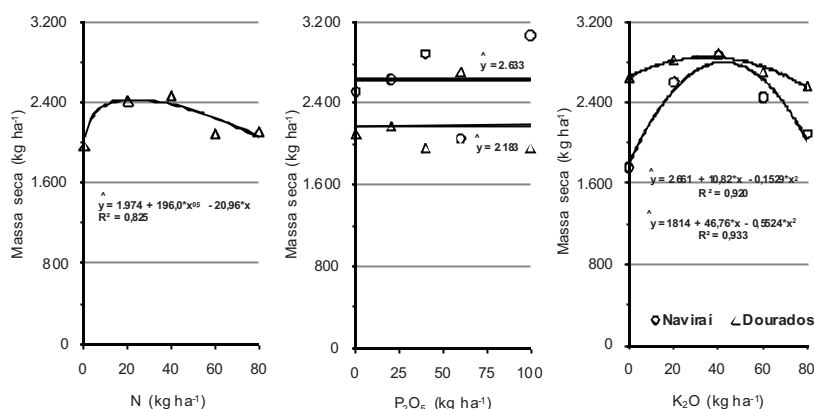 3.200
2.400
1.600
800
0
Massa seca (kg ha-1)
^
y = 1.974 + 196,0*x0,5 - 20,96*x
R² = 0,825
0 20 40 60 80
N (kg ha-1)
3.200
2.400
1.600
800
0
Massa seca (kg ha-1)
^
y = 2.633
^
y = 2.183
0 25 50 75 100
P2O5 (kg ha-1)
3.200
2.400
1.600
800
0
Massa seca (kg ha-1)
^
y = 2.661 + 10,82*x - 0,1529*x²
R² = 0,920
^
y = 1814 + 46,76*x - 0,5524*x²
R² = 0,933
Naviraí Dourados
0 20 40 60 80
K2O (kg ha-1)